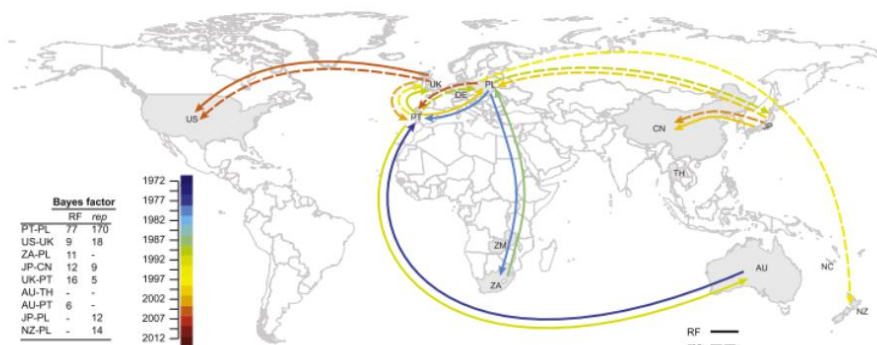 UK
PL
DE
US
PT
CN
JP
TH
ZM
AU
NC
ZA
NZ
Bayes factor
RF rep
PT-PL 77 170
US-UK 9 18
ZA-PL 11 -
JP-CN 12 9
UK-PT 16 5
AU-TH - -
AU-PT 6 -
JP-PL - 12
NZ-PL - 14
1972
1977
1982
1987
1992
1997
2002
2007
2012
RF